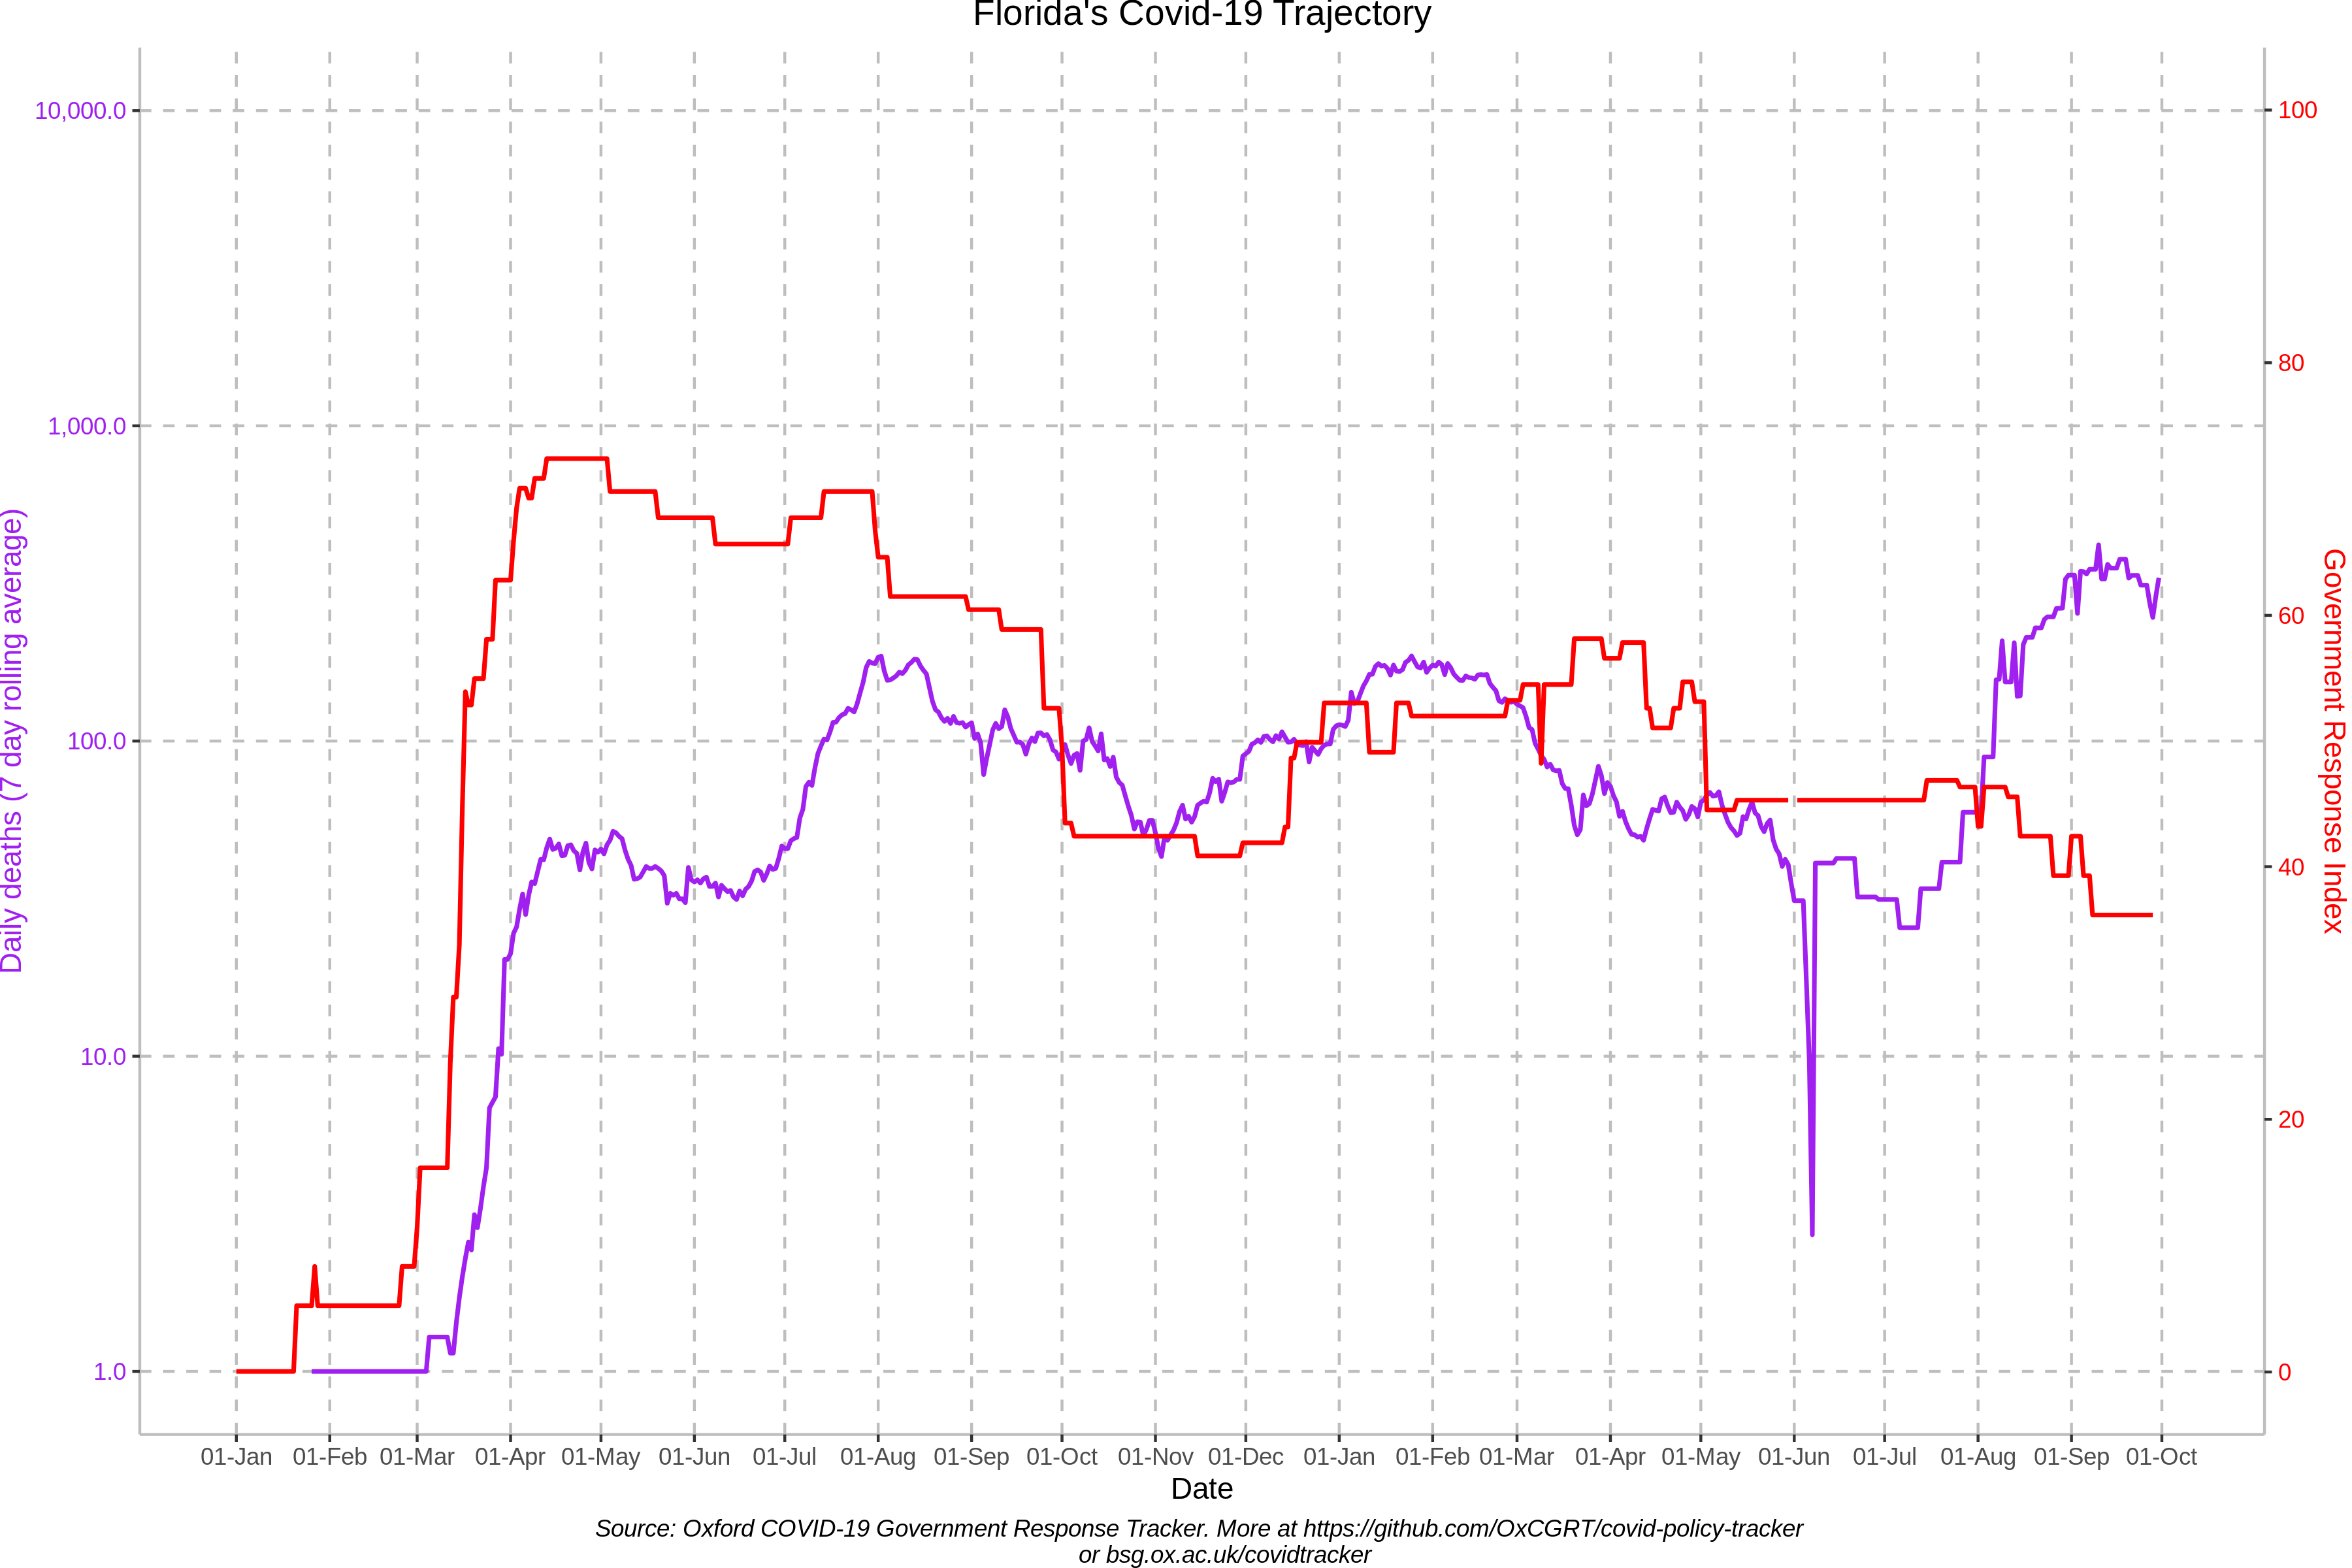 Florida's Covid-19 Trajectory
10,000.0
1,000.0
100.0
10.0
1.0
Daily deaths (7 day rolling average)
100
80
60
40
20
0
Government Response Index
01-Jan 01-Feb 01-Mar 01-Apr 01-May 01-Jun 01-Jul 01-Aug 01-Sep 01-Oct 01-Nov 01-Dec 01-Jan 01-Feb 01-Mar 01-Apr 01-May 01-Jun 01-Jul 01-Aug 01-Sep 01-Oct
Date
Source: Oxford COVID-19 Government Response Tracker. More at https://github.com/OxCGRT/covid-policy-tracker
or bsg.ox.ac.uk/covidtracker